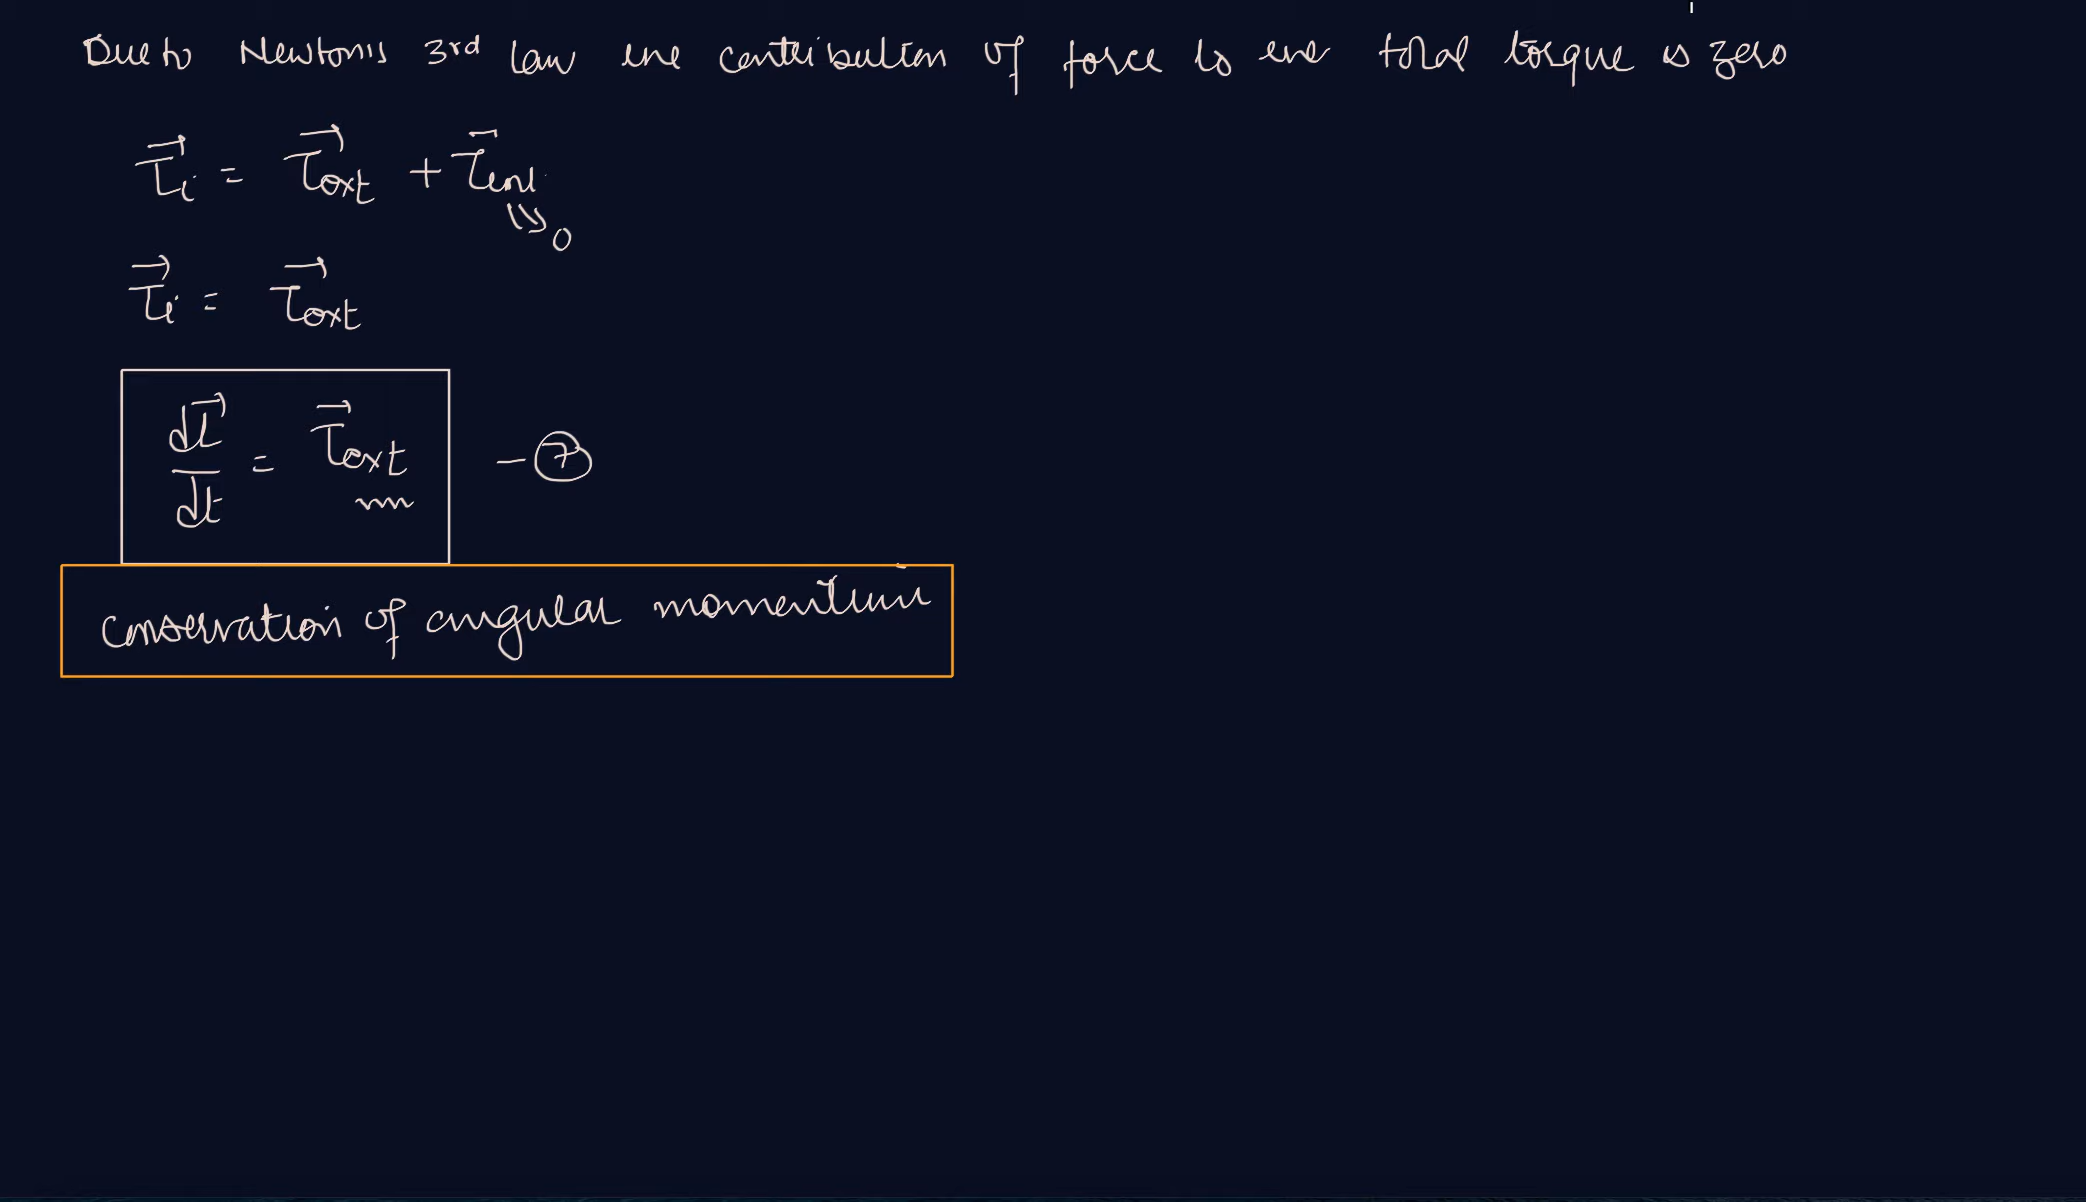 Due to Newton's 3rd law the contribution of force to the total torque is zero
τ⃗i = τ⃗ext + τ⃗int
⇒ 0
τ⃗i = τ⃗ext
dL⃗/dt = τ⃗ext - ⑦
conservation of angular momentum